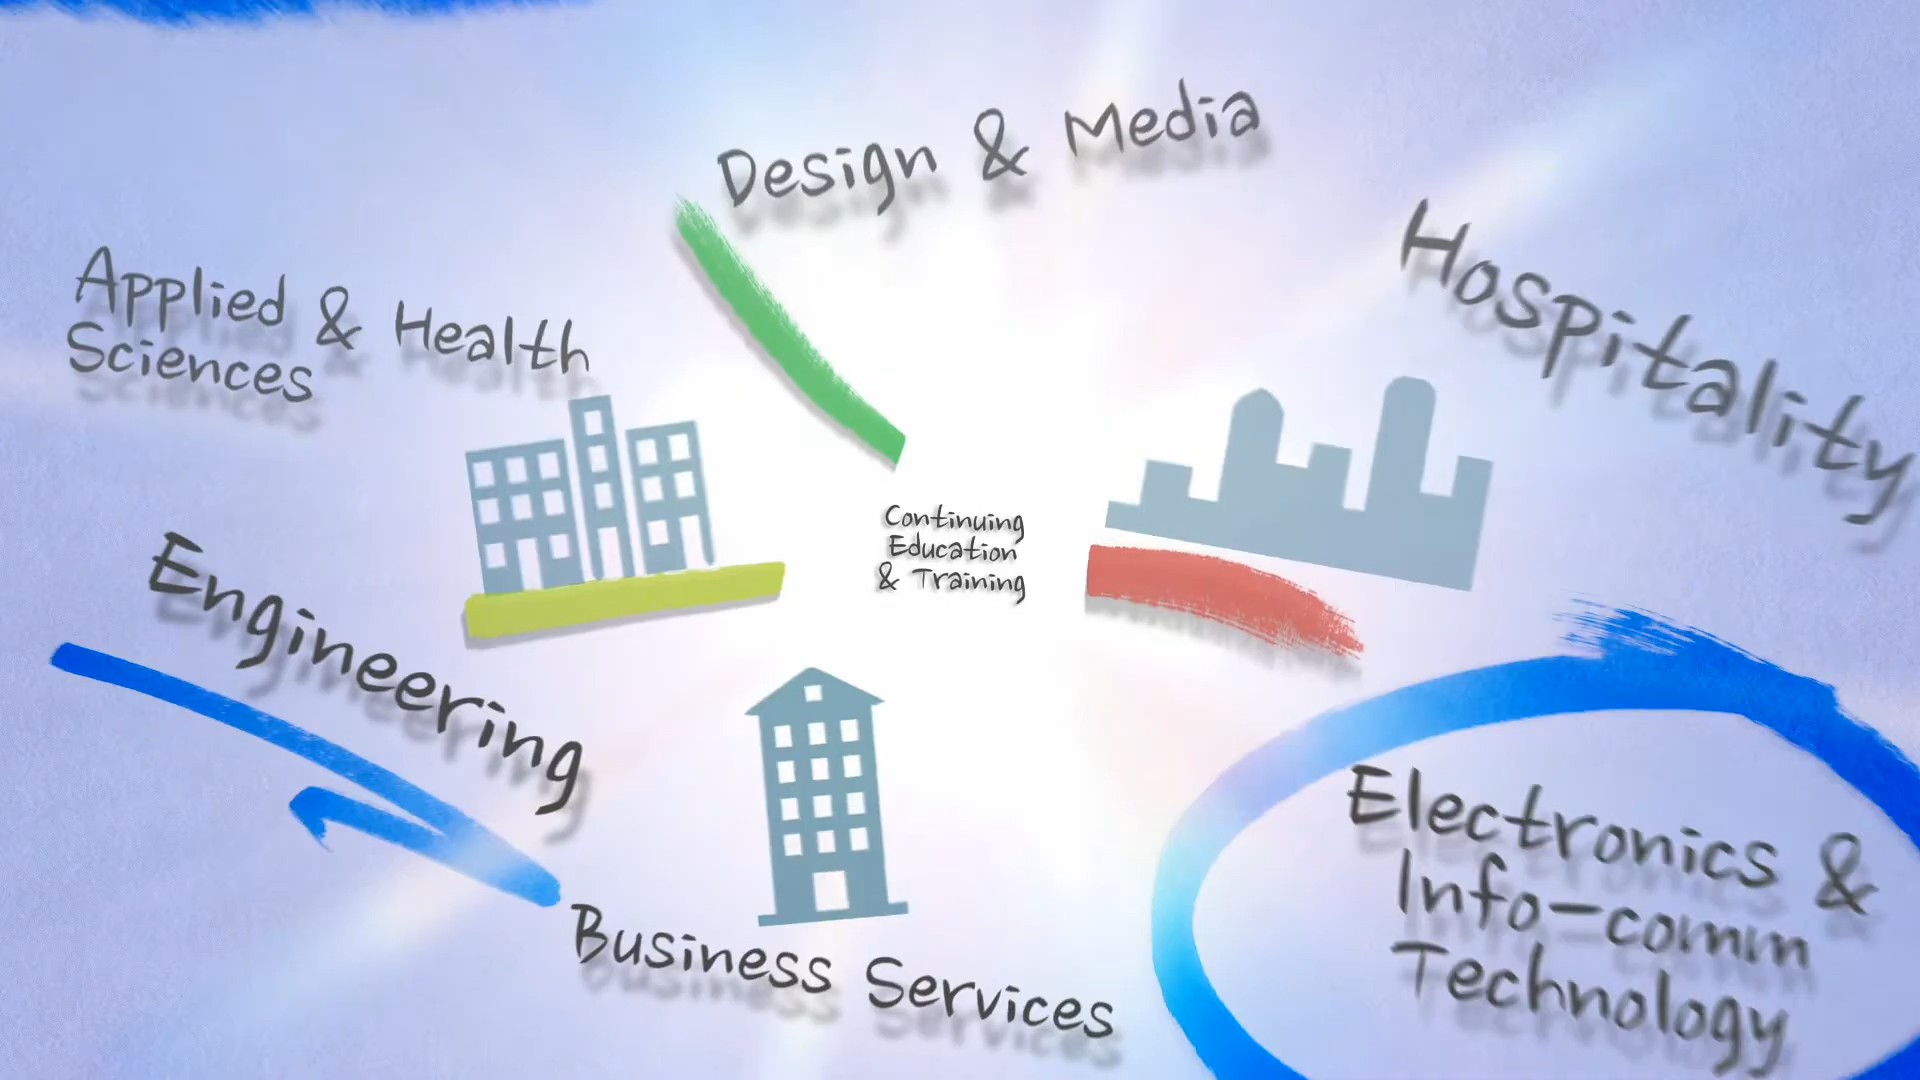 Design & Media
Hospitality
Applied & Health
Sciences
Continuing
Education
& Training
Engineering
Electronics &
Info-comm
Technology
Business Services